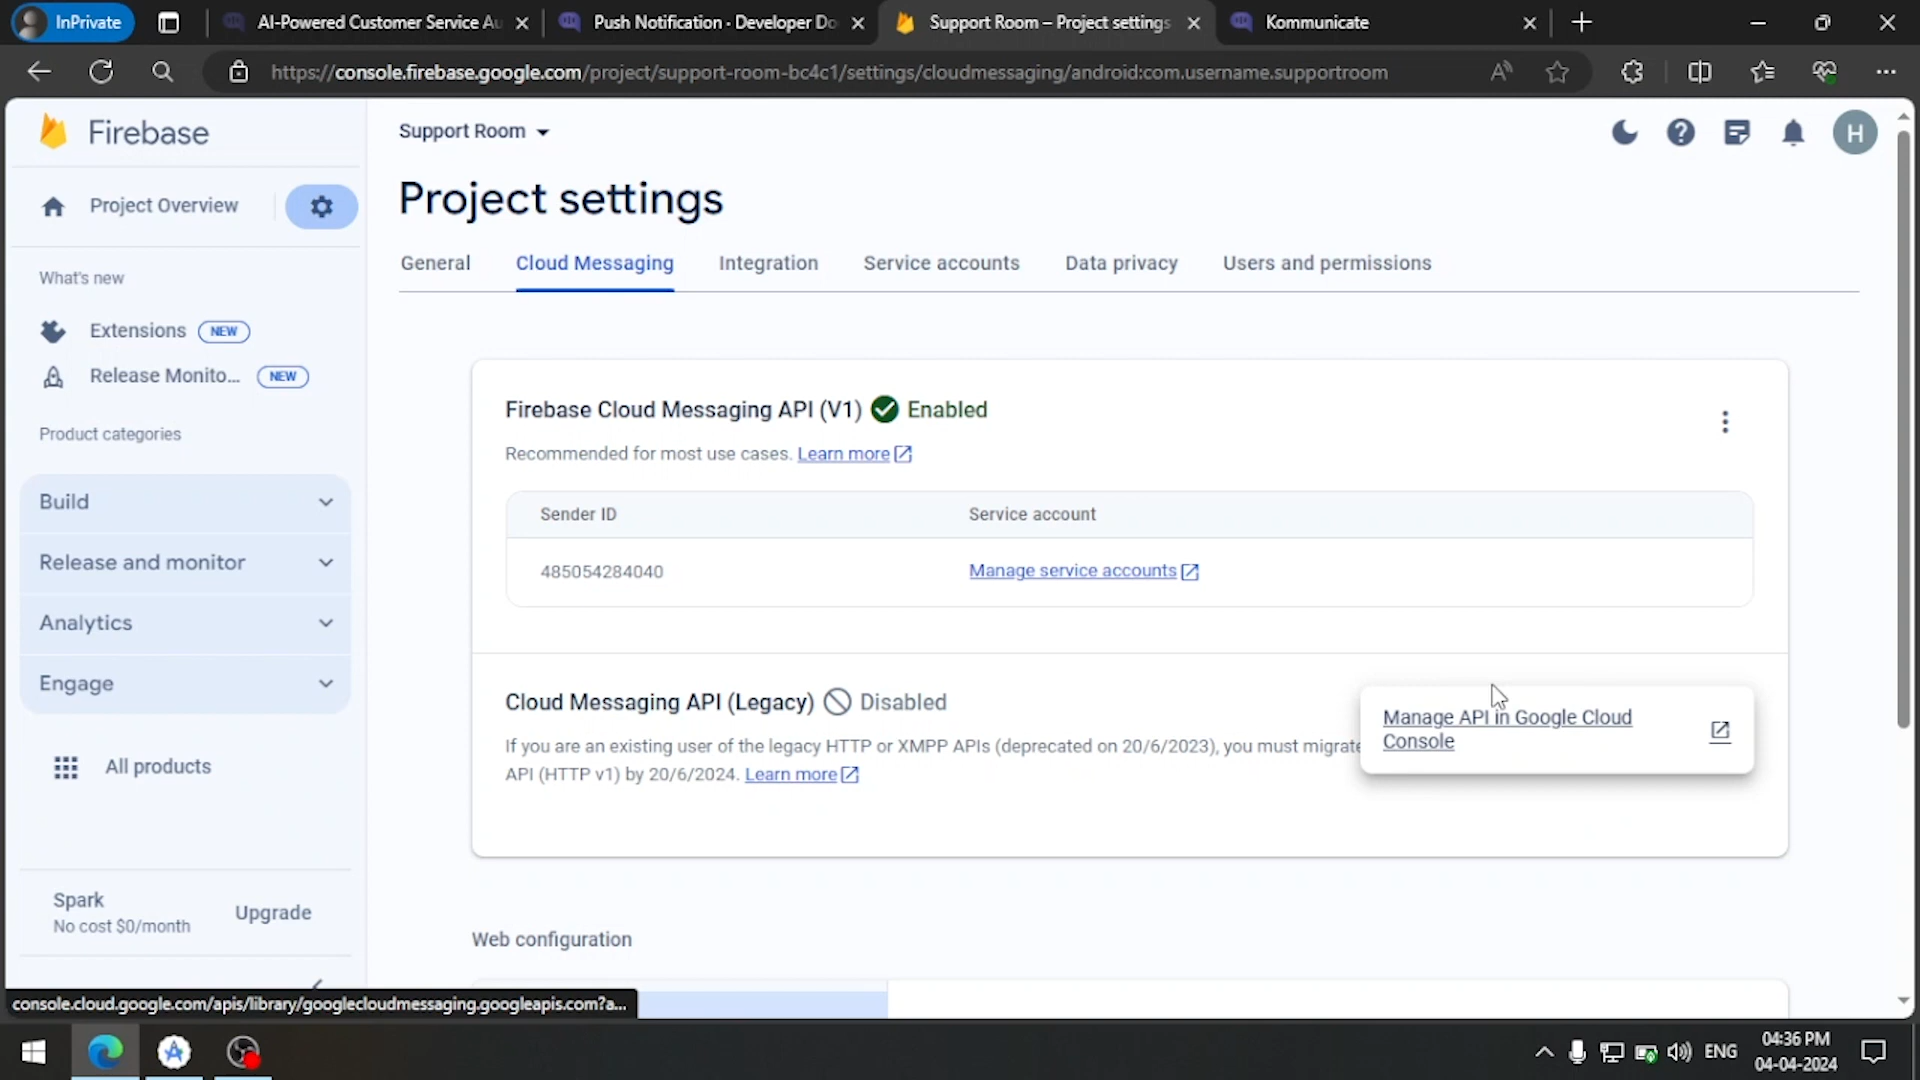 InPrivate
AI-Powered Customer Service Au
Push Notification · Developer Do
Support Room – Project settings
Kommunicate
https://console.firebase.google.com/project/support-room-bc4c1/settings/cloudmessaging/android:com.username.supportroom
Firebase
Support Room
H
Project Overview
Project settings
General
Cloud Messaging
Integration
Service accounts
Data privacy
Users and permissions
What's new
Extensions NEW
Release Monito... NEW
Product categories
Build
Release and monitor
Analytics
Engage
All products
Spark
No cost $0/month
Upgrade
Firebase Cloud Messaging API (V1) Enabled
Recommended for most use cases. Learn more
Sender ID
Service account
485054284040
Manage service accounts
Cloud Messaging API (Legacy) Disabled
If you are an existing user of the legacy HTTP or XMPP APIs (deprecated on 20/6/2023), you must migrate
API (HTTP v1) by 20/6/2024. Learn more
Manage API in Google Cloud
Console
Web configuration
console.cloud.google.com/apis/library/googlecloudmessaging.googleapis.com?a...
ENG
04:36 PM
04-04-2024